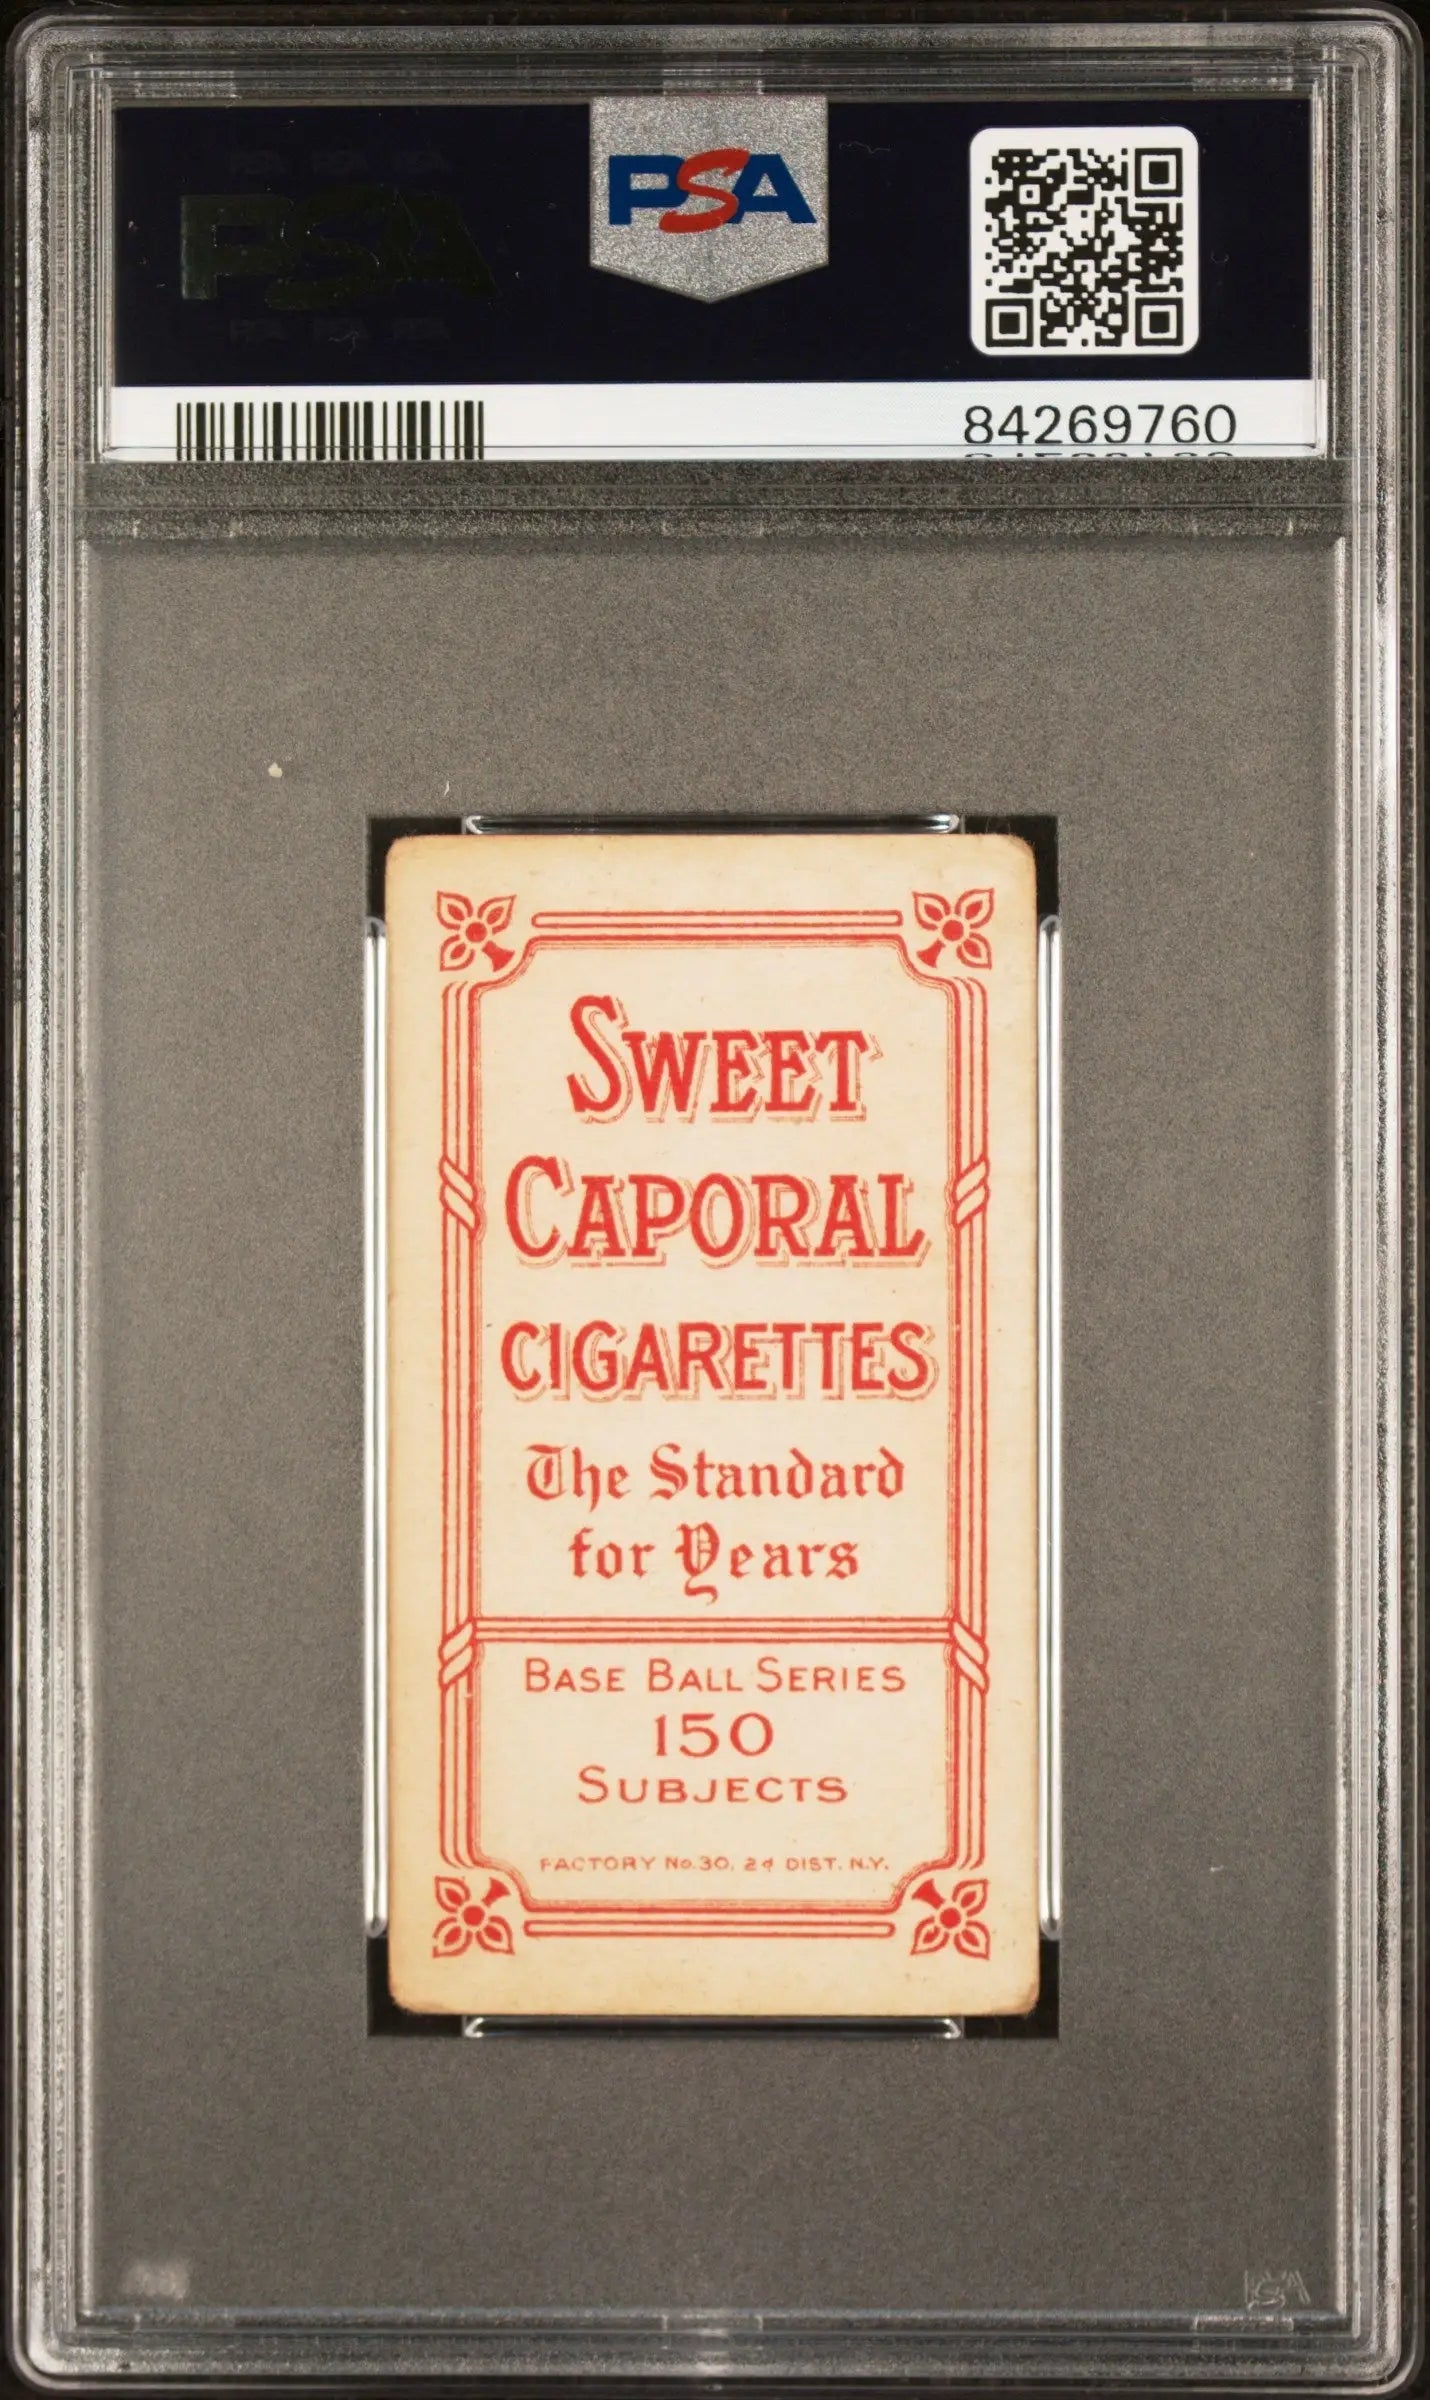 PSA
84269760
SWEET
CAPORAL
CIGARETTES
The Standard
for Years
BASE BALL SERIES
150
SUBJECTS
FACTORY No. 30, 2d DIST. N.Y.
PSA